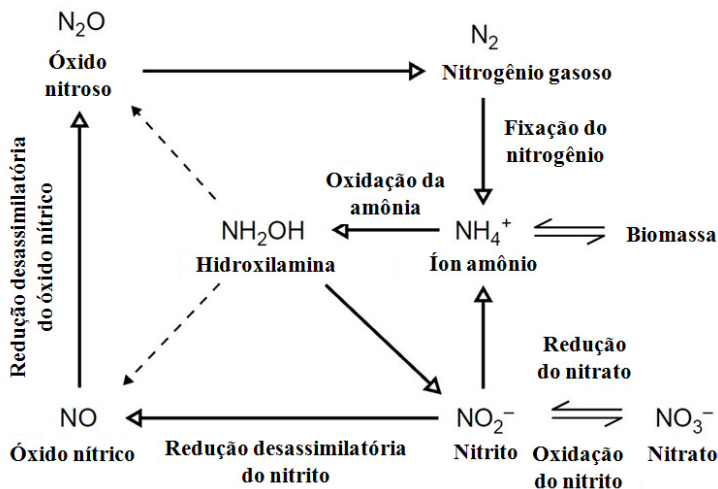 N₂O
Óxido
nitroso
N₂
Nitrogênio gasoso
Fixação do
nitrogênio
Oxidação da
amônia
Redução desassimilatória
do óxido nítrico
NH₂OH
Hidroxilamina
NH₄⁺
Íon amônio
Biomassa
Redução
do nitrato
NO
Óxido nítrico
Redução desassimilatória
do nitrito
NO₂⁻
Nitrito
Oxidação
do nitrito
NO₃⁻
Nitrato